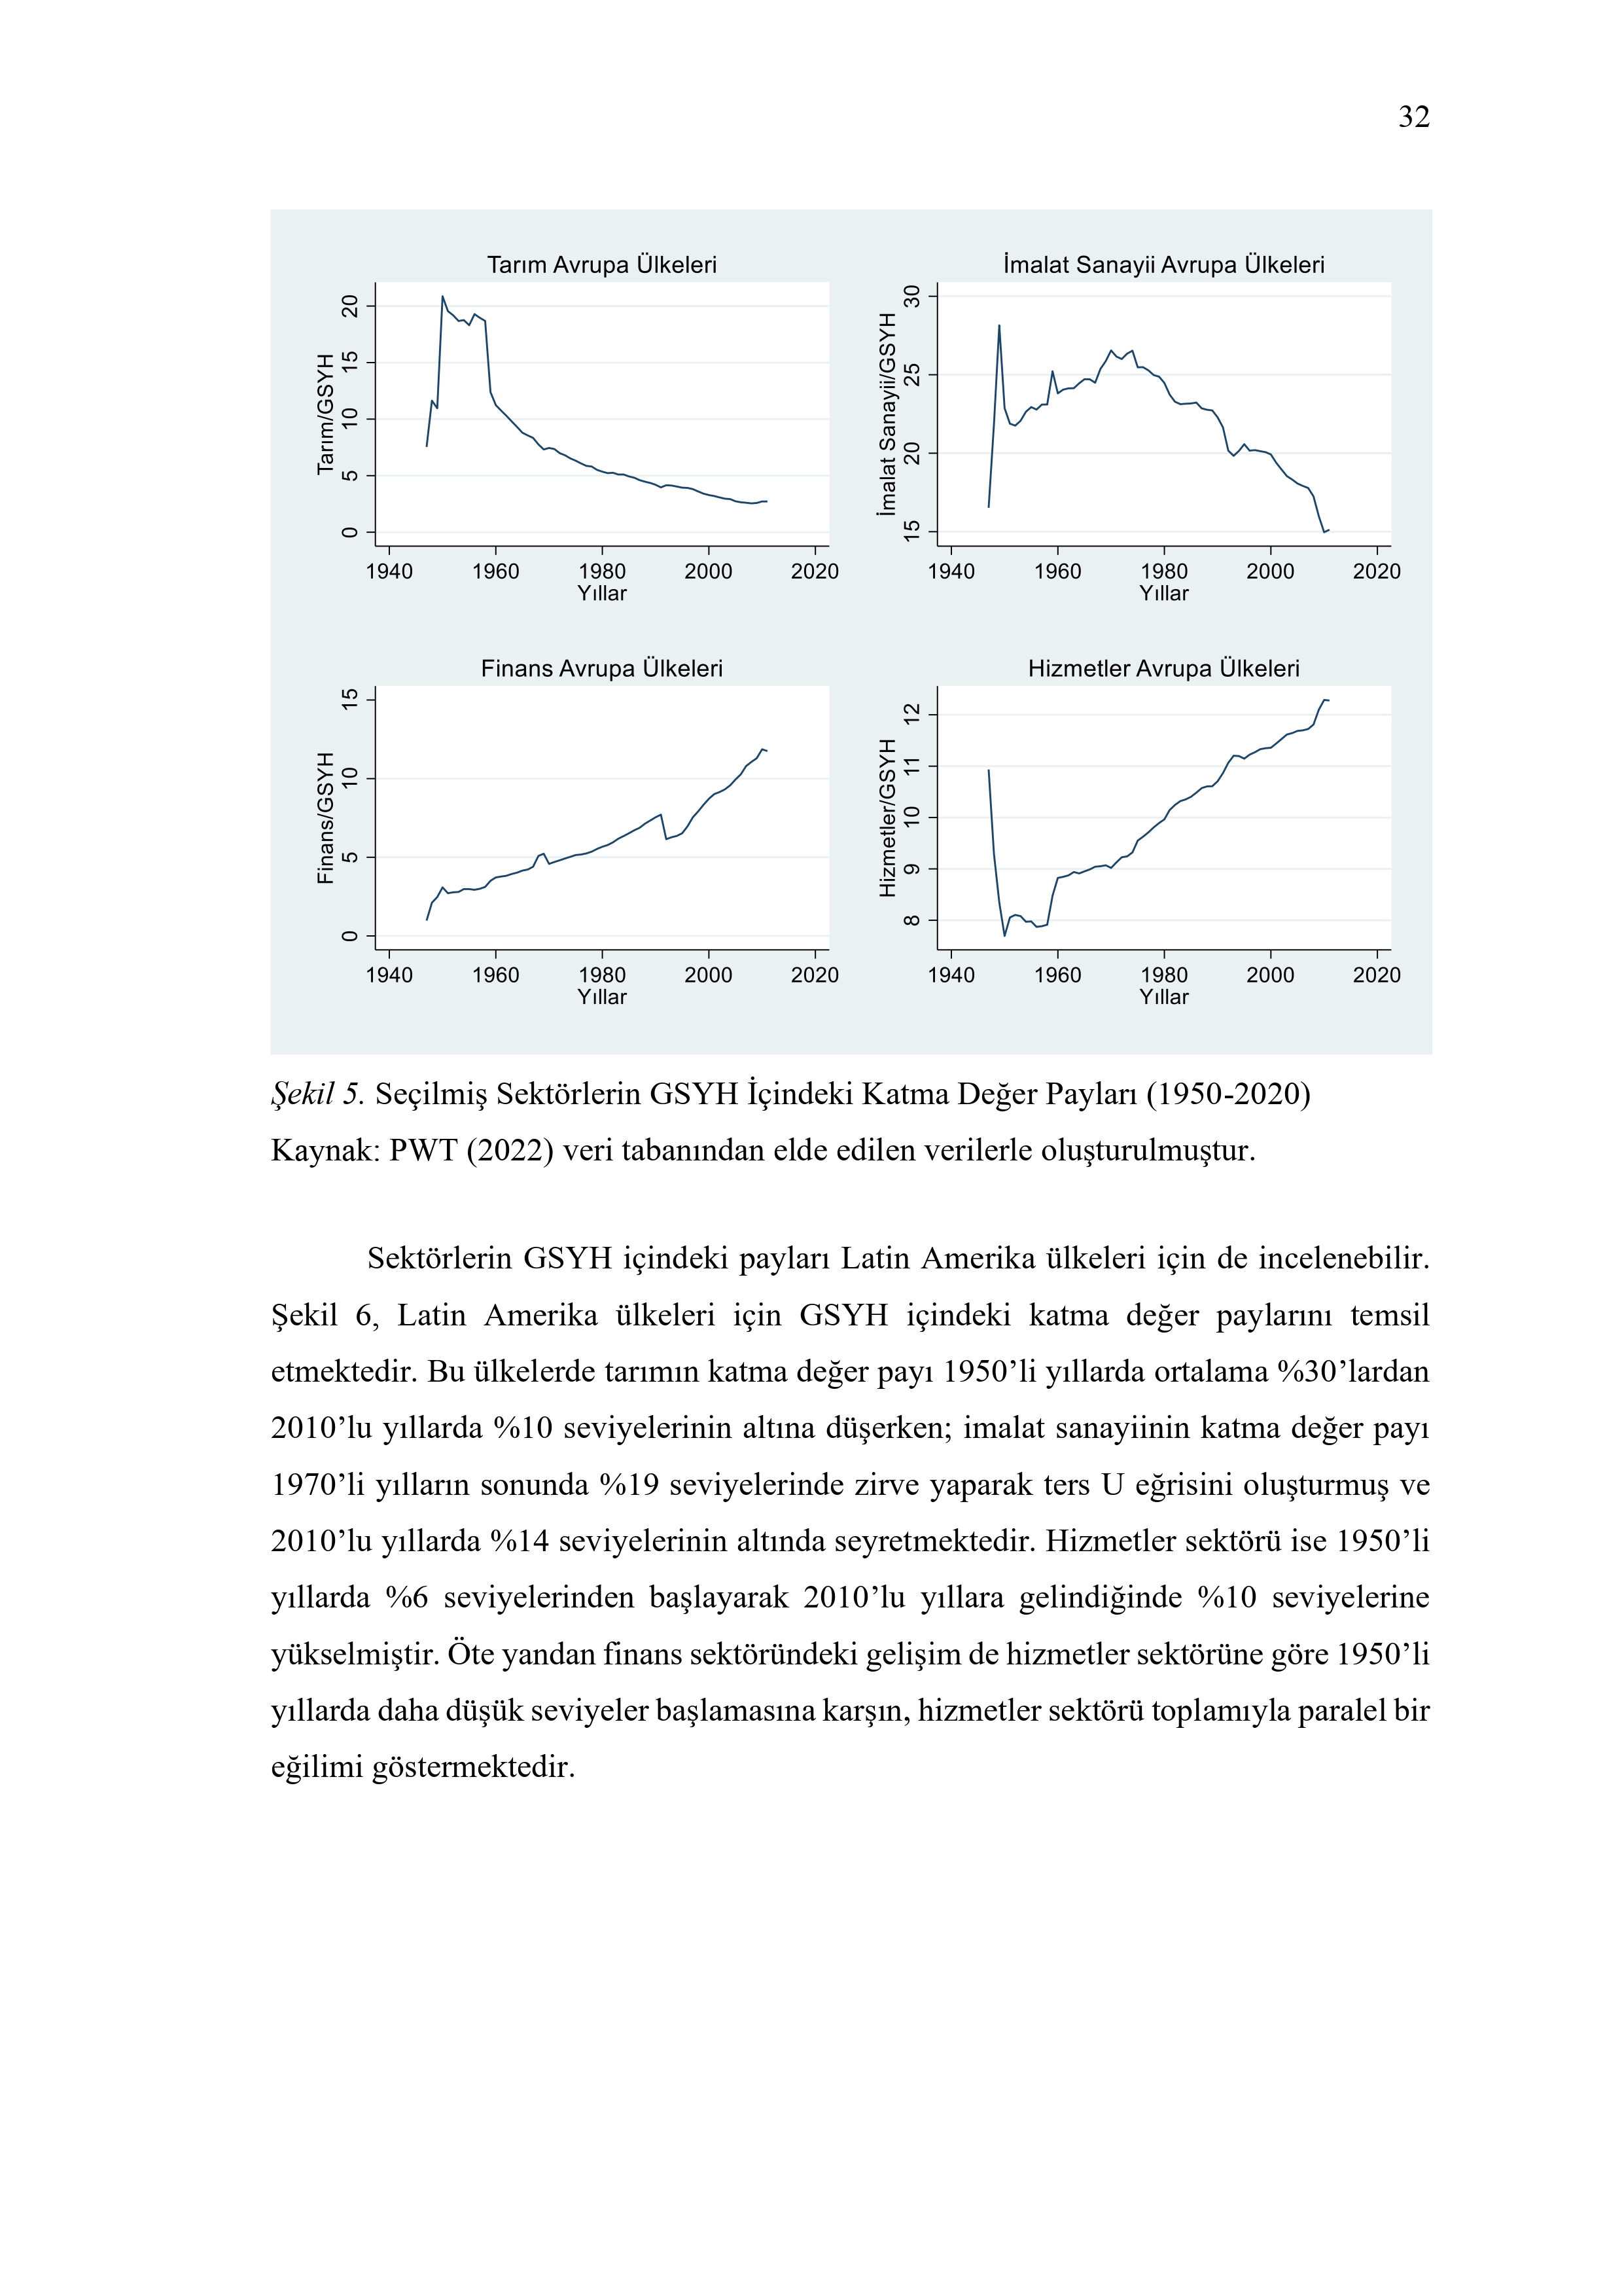 32
Tarım Avrupa Ülkeleri
Tarım/GSYH
20
15
10
5
0
1940 1960 1980 2000 2020
Yıllar
İmalat Sanayii Avrupa Ülkeleri
İmalat Sanayii/GSYH
30
25
20
15
1940 1960 1980 2000 2020
Yıllar
Finans Avrupa Ülkeleri
Finans/GSYH
15
10
5
0
1940 1960 1980 2000 2020
Yıllar
Hizmetler Avrupa Ülkeleri
Hizmetler/GSYH
12
11
10
9
8
1940 1960 1980 2000 2020
Yıllar
Şekil 5. Seçilmiş Sektörlerin GSYH İçindeki Katma Değer Payları (1950-2020)
Kaynak: PWT (2022) veri tabanından elde edilen verilerle oluşturulmuştur.
Sektörlerin GSYH içindeki payları Latin Amerika ülkeleri için de incelenebilir.
Şekil 6, Latin Amerika ülkeleri için GSYH içindeki katma değer paylarını temsil
etmektedir. Bu ülkelerde tarımın katma değer payı 1950’li yıllarda ortalama %30’lardan
2010’lu yıllarda %10 seviyelerinin altına düşerken; imalat sanayiinin katma değer payı
1970’li yılların sonunda %19 seviyelerinde zirve yaparak ters U eğrisini oluşturmuş ve
2010’lu yıllarda %14 seviyelerinin altında seyretmektedir. Hizmetler sektörü ise 1950’li
yıllarda %6 seviyelerinden başlayarak 2010’lu yıllara gelindiğinde %10 seviyelerine
yükselmiştir. Öte yandan finans sektöründeki gelişim de hizmetler sektörüne göre 1950’li
yıllarda daha düşük seviyeler başlamasına karşın, hizmetler sektörü toplamıyla paralel bir
eğilimi göstermektedir.